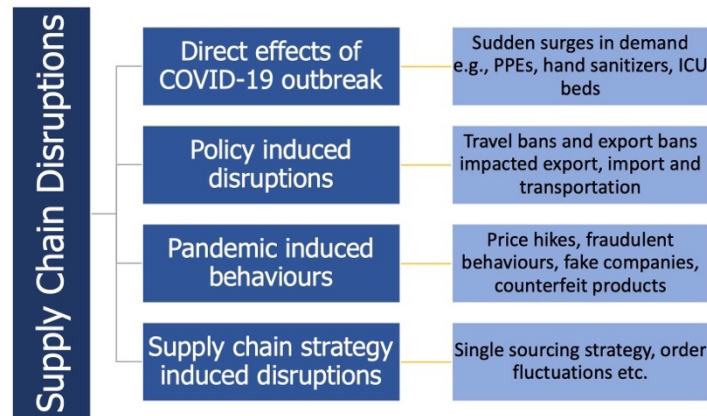 Supply Chain Disruptions
Direct effects of
COVID-19 outbreak
Sudden surges in demand
e.g., PPEs, hand sanitizers, ICU
beds
Policy induced
disruptions
Travel bans and export bans
impacted export, import and
transportation
Pandemic induced
behaviours
Price hikes, fraudulent
behaviours, fake companies,
counterfeit products
Supply chain strategy
induced disruptions
Single sourcing strategy, order
fluctuations etc.